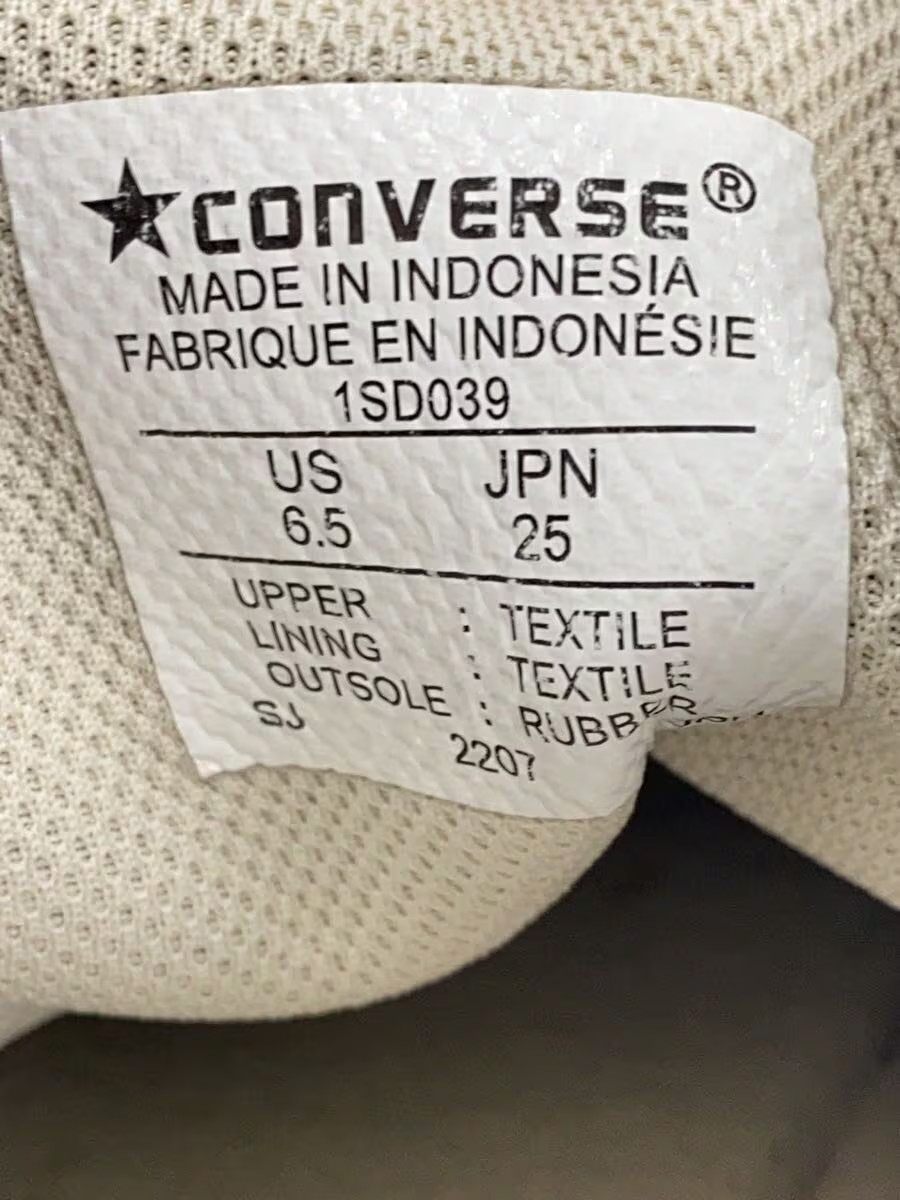 ★CONVERSE®
MADE IN INDONESIA
FABRIQUE EN INDONÉSIE
1SD039
US JPN
6.5 25
UPPER : TEXTILE
LINING : TEXTILE
OUTSOLE : RUBBER
SJ 2207